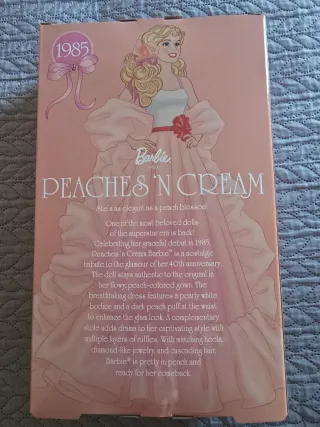 1985
Barbie
PEACHES 'N CREAM
She's as elegant as a peach blossom!
One of the most beloved dolls
of the superstar era is back!
Celebrating her graceful debut in 1985,
Peaches 'n Cream Barbie® is a nostalgic
tribute to the glamour of her 40th anniversary.
The doll stays authentic to the original in
her flowy, peach-colored gown. The
breathtaking dress features a pearly white
bodice and a dark peach puff at the waist
to enhance the glam look. A complementary
stole adds drama to her captivating style with
multiple layers of ruffles. With matching heels,
diamond-like jewelry, and cascading hair,
Barbie® is pretty in peach and
ready for her comeback.